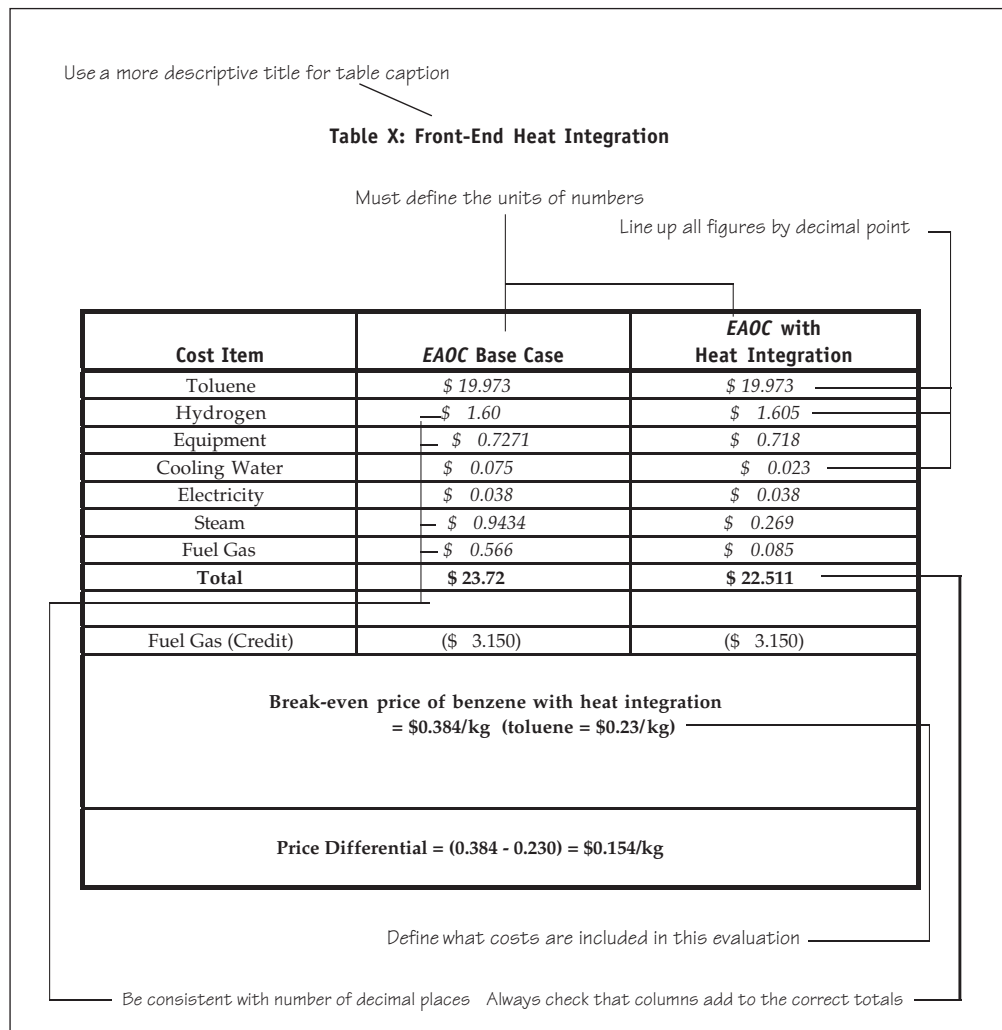 Use a more descriptive title for table caption
Table X: Front-End Heat Integration
Must define the units of numbers
Line up all figures by decimal point
Cost Item EAOC Base Case EAOC with Heat Integration
Toluene $ 19.973 $ 19.973
Hydrogen $ 1.60 $ 1.605
Equipment $ 0.7271 $ 0.718
Cooling Water $ 0.075 $ 0.023
Electricity $ 0.038 $ 0.038
Steam $ 0.9434 $ 0.269
Fuel Gas $ 0.566 $ 0.085
Total $ 23.72 $ 22.511
Fuel Gas (Credit) ($ 3.150) ($ 3.150)
Break-even price of benzene with heat integration
= $0.384/kg (toluene = $0.23/kg)
Price Differential = (0.384 - 0.230) = $0.154/kg
Define what costs are included in this evaluation
Be consistent with number of decimal places Always check that columns add to the correct totals